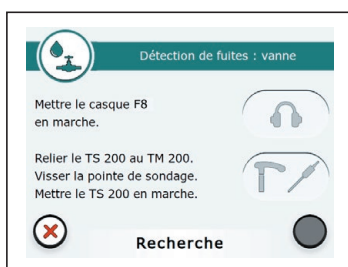 Détection de fuites : vanne
Mettre le casque F8
en marche.
Relier le TS 200 au TM 200.
Visser la pointe de sondage.
Mettre le TS 200 en marche.
Recherche